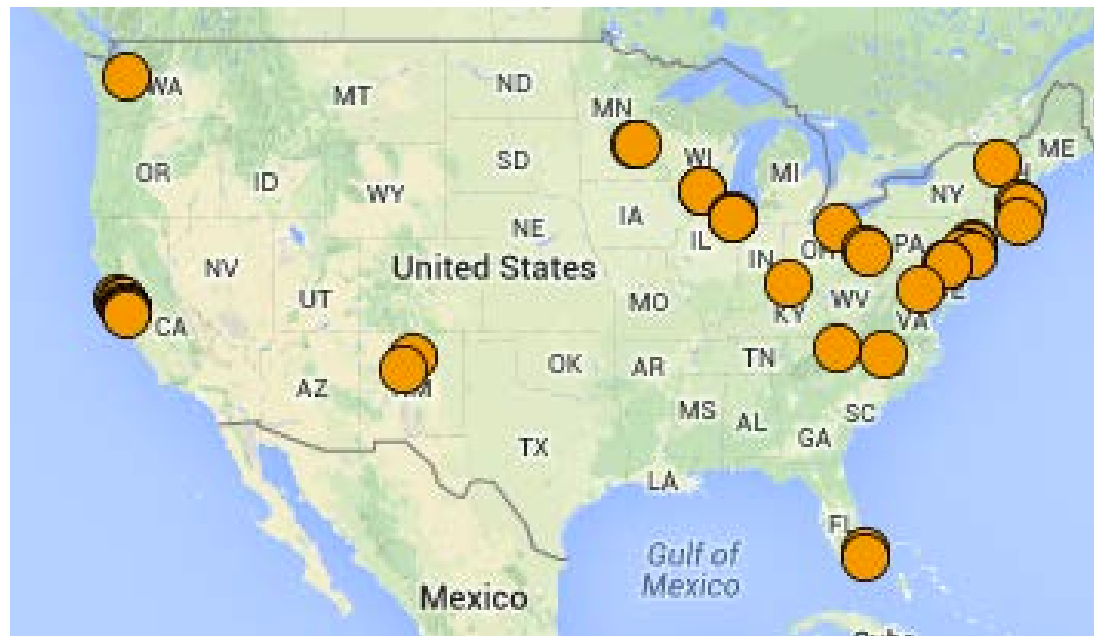 WA
MT
ND
MN
OR
ID
WY
SD
WI
MI
NY
ME
NE
IA
IL
IN
PA
NV
UT
United States
MO
WV
KY
VA
CA
AZ
OK
AR
TN
MS
AL
GA
SC
TX
LA
FL
Gulf of
Mexico
Mexico